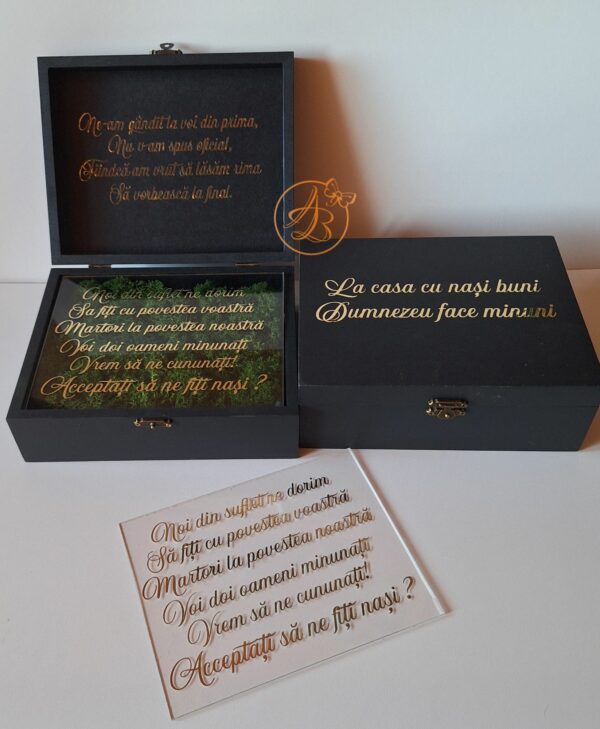 Ne-am gândit la voi din prima,
Nu v-am spus oficial,
Fiindcă am vrut să lăsăm rima
Să vorbească la final.
AB
Noi din suflet ne dorim
Sa fiți cu povestea voastră
Martori la povestea noastră
Voi doi oameni minunați
Vrem să ne cununați!
Acceptați să ne fiți nași ?
La casa cu nași buni
Dumnezeu face minuni
Noi din suflet ne dorim
Să fiți cu povestea voastră
Martori la povestea noastră
Voi doi oameni minunați
Vrem să ne cununați!
Acceptați să ne fiți nași ?